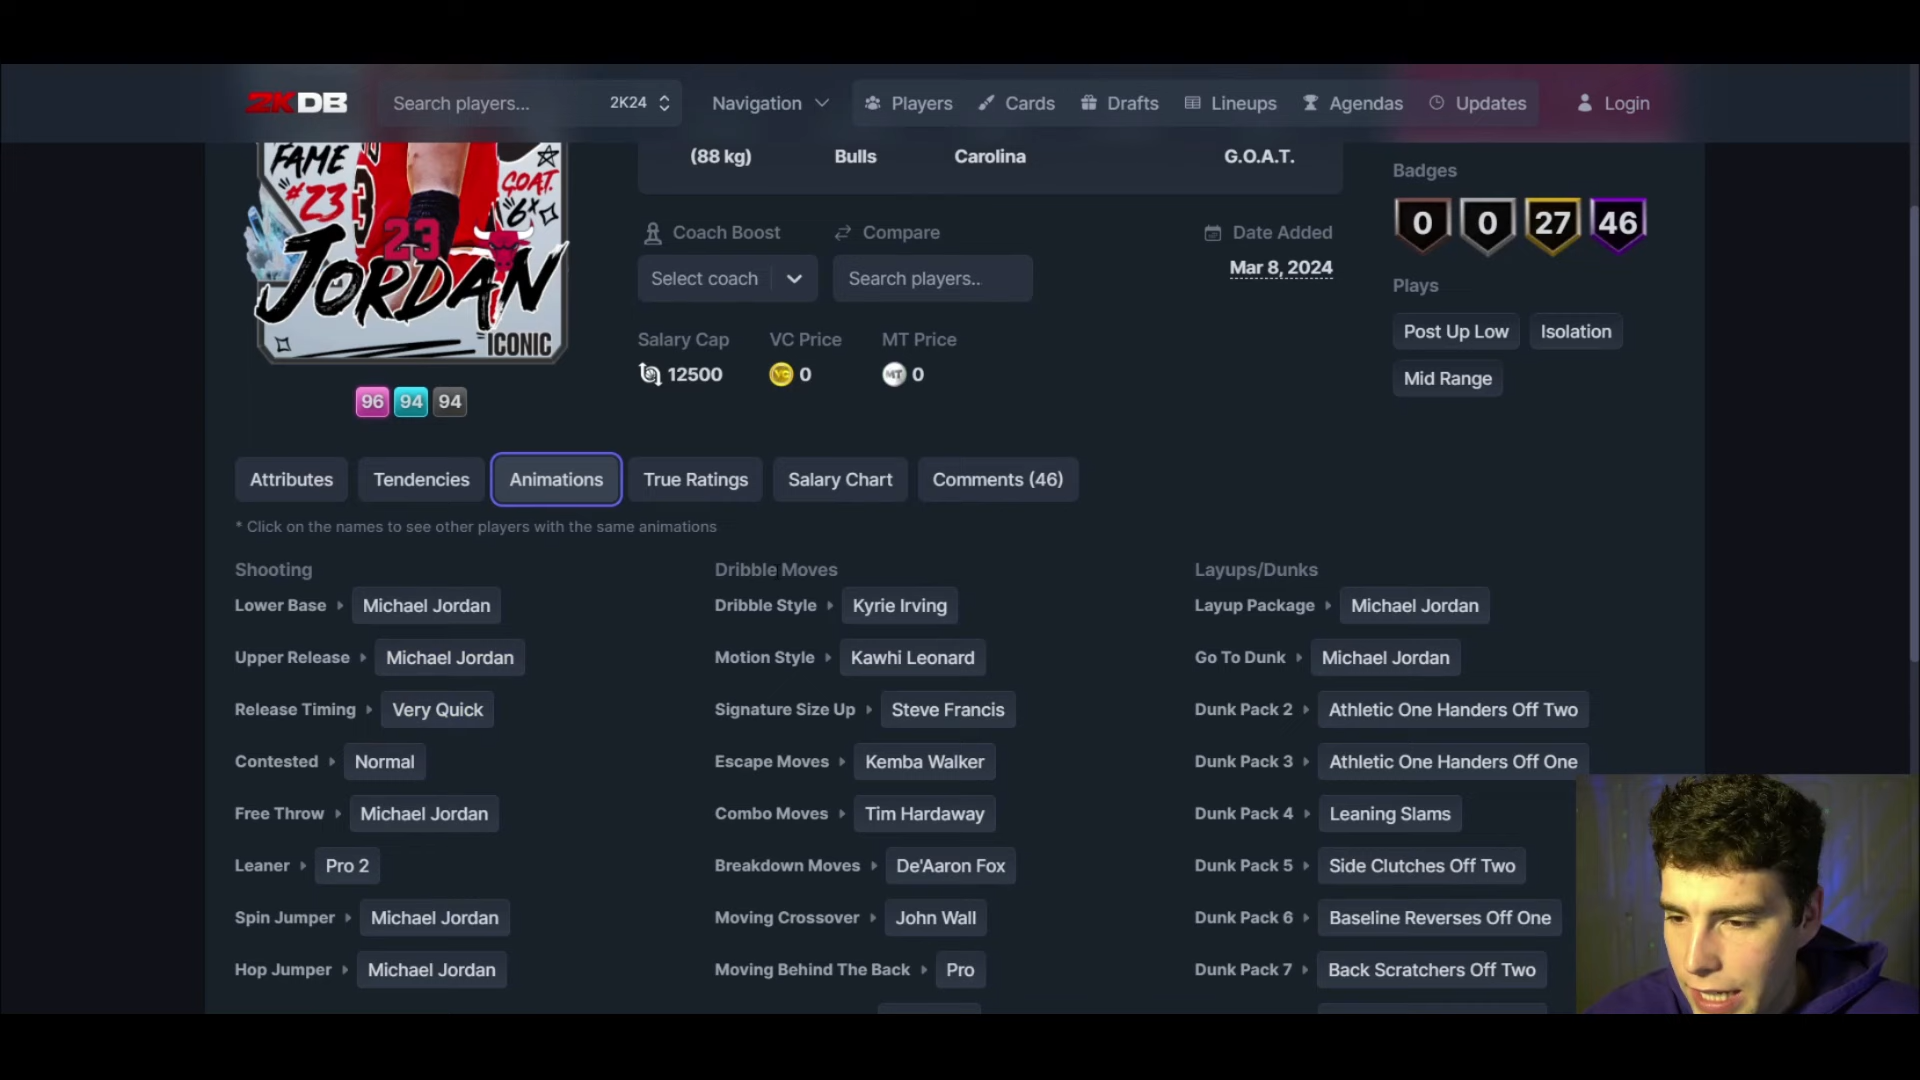 2KDB Search players... 2K24 Navigation Players Cards Drafts Lineups Agendas Updates Login
FAME
"#23"
GOAT.
6X
23
JORDAN
ICONIC
96 94 94
(88 kg) Bulls Carolina G.O.A.T.
Coach Boost Compare Date Added
Select coach Search players.. Mar 8, 2024
Salary Cap VC Price MT Price
12500 VC 0 MT 0
Badges
0 0 27 46
Plays
Post Up Low Isolation
Mid Range
Attributes Tendencies Animations True Ratings Salary Chart Comments (46)
* Click on the names to see other players with the same animations
Shooting
Lower Base Michael Jordan
Upper Release Michael Jordan
Release Timing Very Quick
Contested Normal
Free Throw Michael Jordan
Leaner Pro 2
Spin Jumper Michael Jordan
Hop Jumper Michael Jordan
Dribble Moves
Dribble Style Kyrie Irving
Motion Style Kawhi Leonard
Signature Size Up Steve Francis
Escape Moves Kemba Walker
Combo Moves Tim Hardaway
Breakdown Moves De'Aaron Fox
Moving Crossover John Wall
Moving Behind The Back Pro
Layups/Dunks
Layup Package Michael Jordan
Go To Dunk Michael Jordan
Dunk Pack 2 Athletic One Handers Off Two
Dunk Pack 3 Athletic One Handers Off One
Dunk Pack 4 Leaning Slams
Dunk Pack 5 Side Clutches Off Two
Dunk Pack 6 Baseline Reverses Off One
Dunk Pack 7 Back Scratchers Off Two